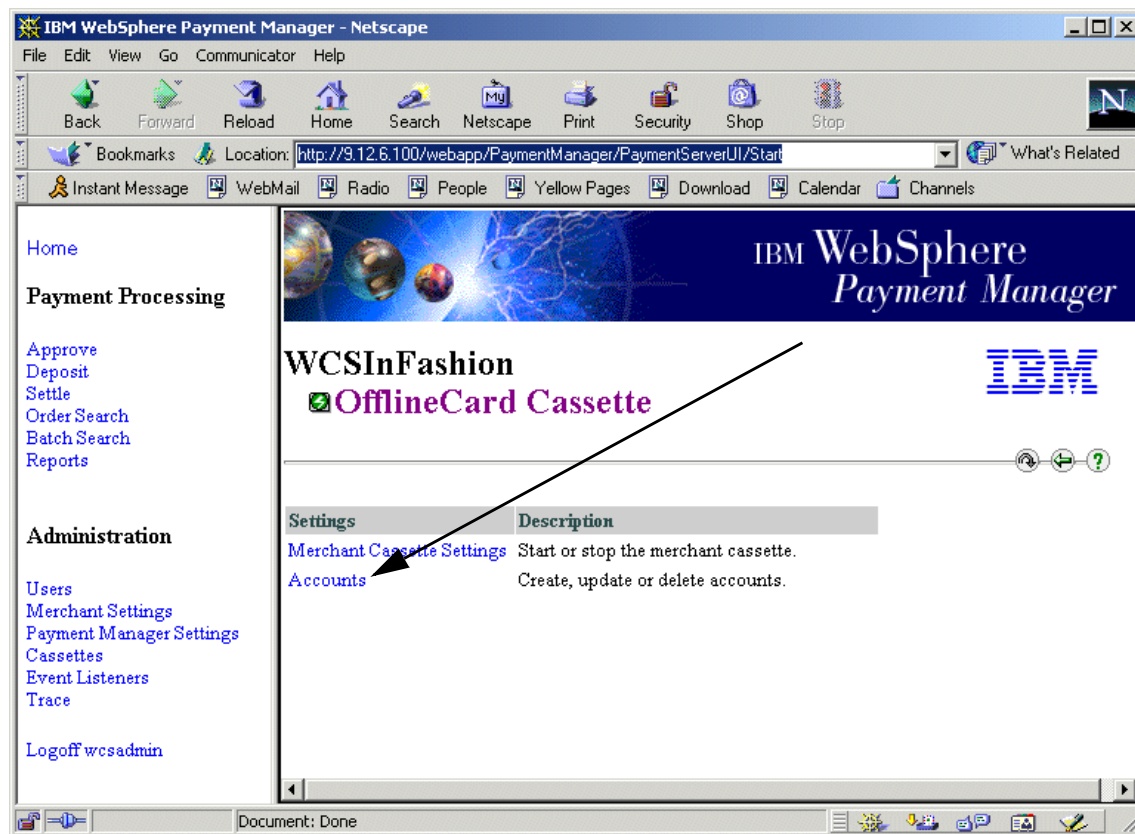 IBM WebSphere Payment Manager - Netscape
File Edit View Go Communicator Help
Back Forward Reload Home Search My Netscape Print Security Shop Stop N
Bookmarks Location: http://9.12.6.100/webapp/PaymentManager/PaymentServerUI/Start What's Related
Instant Message WebMail Radio People Yellow Pages Download Calendar Channels
Home
Payment Processing
Approve
Deposit
Settle
Order Search
Batch Search
Reports
Administration
Users
Merchant Settings
Payment Manager Settings
Cassettes
Event Listeners
Trace
Logoff wcsadmin
IBM WebSphere
Payment Manager
WCSInFashion
OfflineCard Cassette
IBM
?
Settings Description
Merchant Cassette Settings Start or stop the merchant cassette.
Accounts Create, update or delete accounts.
Document: Done